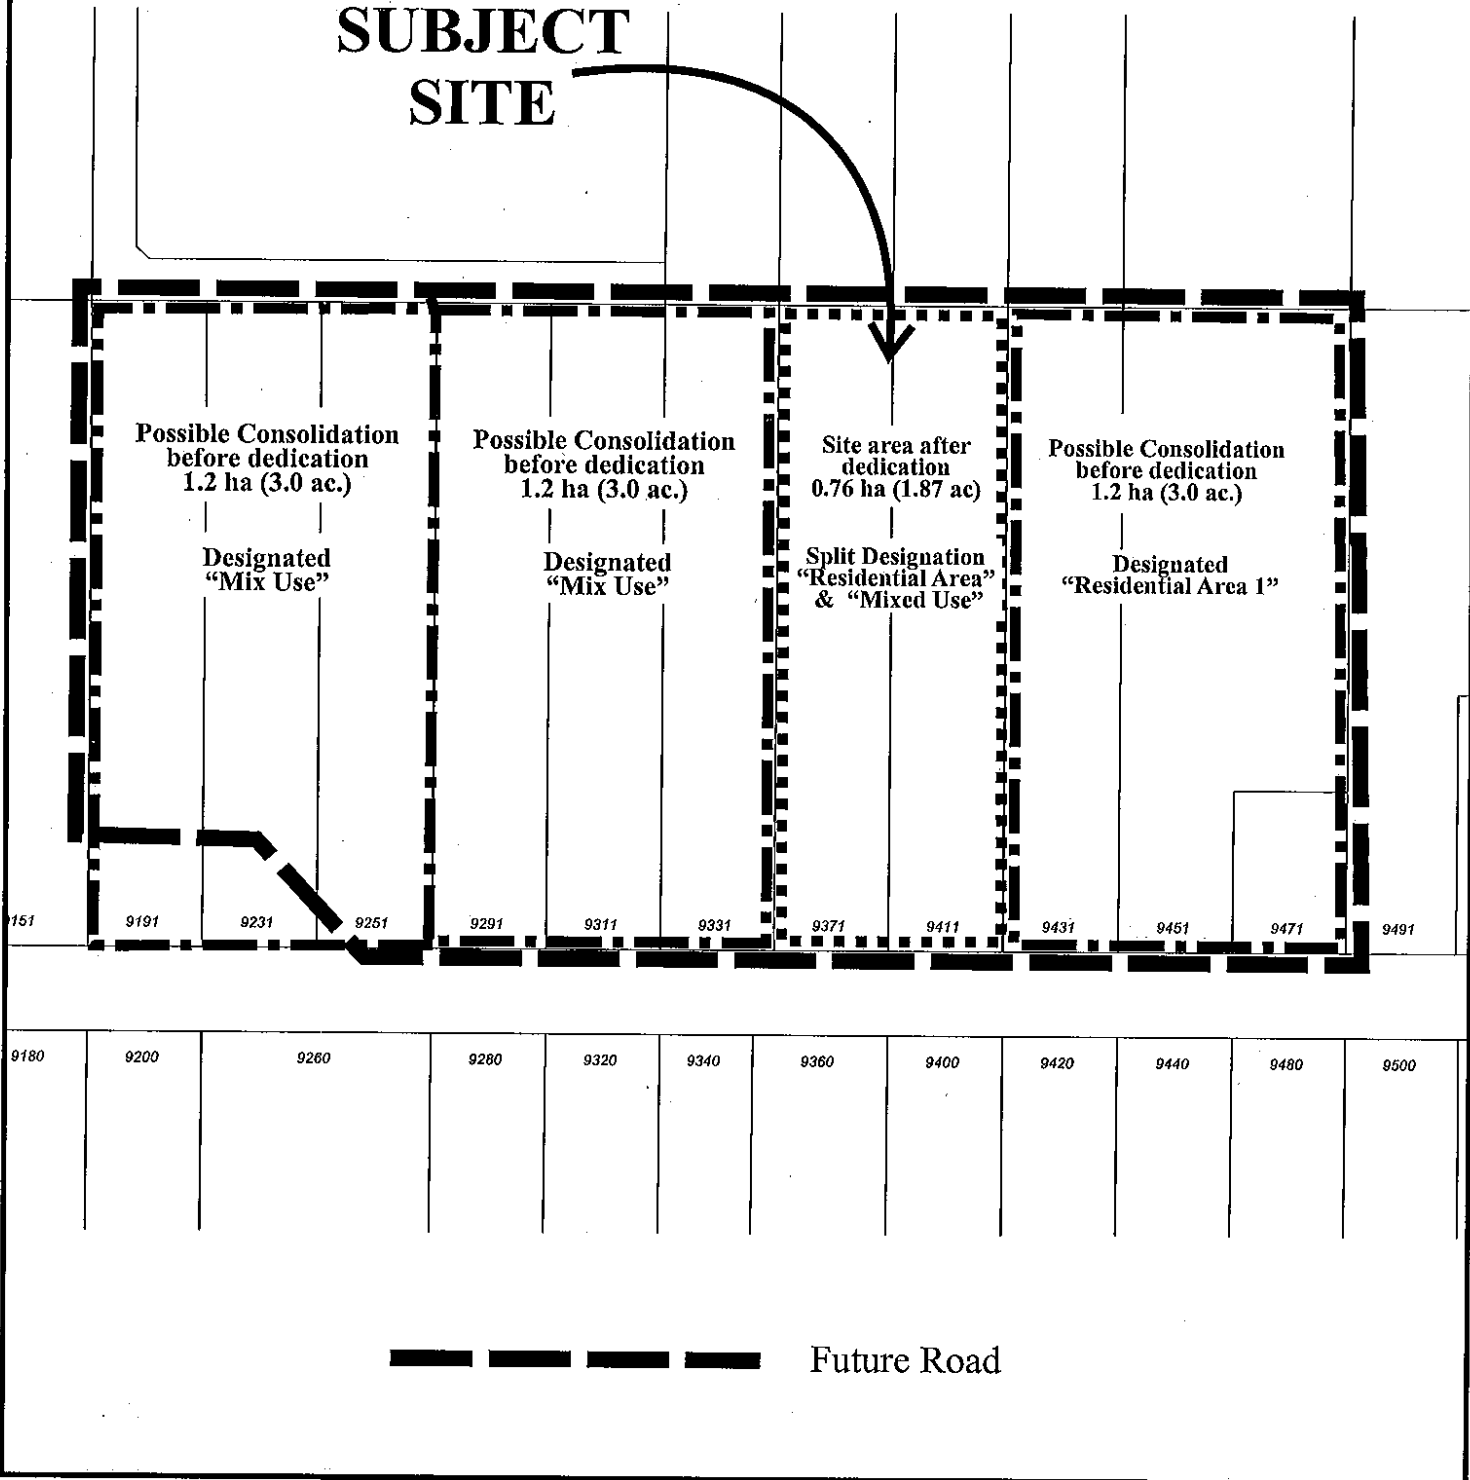 SUBJECT
SITE
Possible Consolidation
before dedication
1.2 ha (3.0 ac.)
Designated
“Mix Use”
Possible Consolidation
before dedication
1.2 ha (3.0 ac.)
Designated
“Mix Use”
Site area after
dedication
0.76 ha (1.87 ac)
Split Designation
“Residential Area”
& “Mixed Use”
Possible Consolidation
before dedication
1.2 ha (3.0 ac.)
Designated
“Residential Area 1”
9151 9191 9231 9251 9291 9311 9331 9371 9411 9431 9451 9471 9491
9180 9200 9260 9280 9320 9340 9360 9400 9420 9440 9480 9500
Future Road